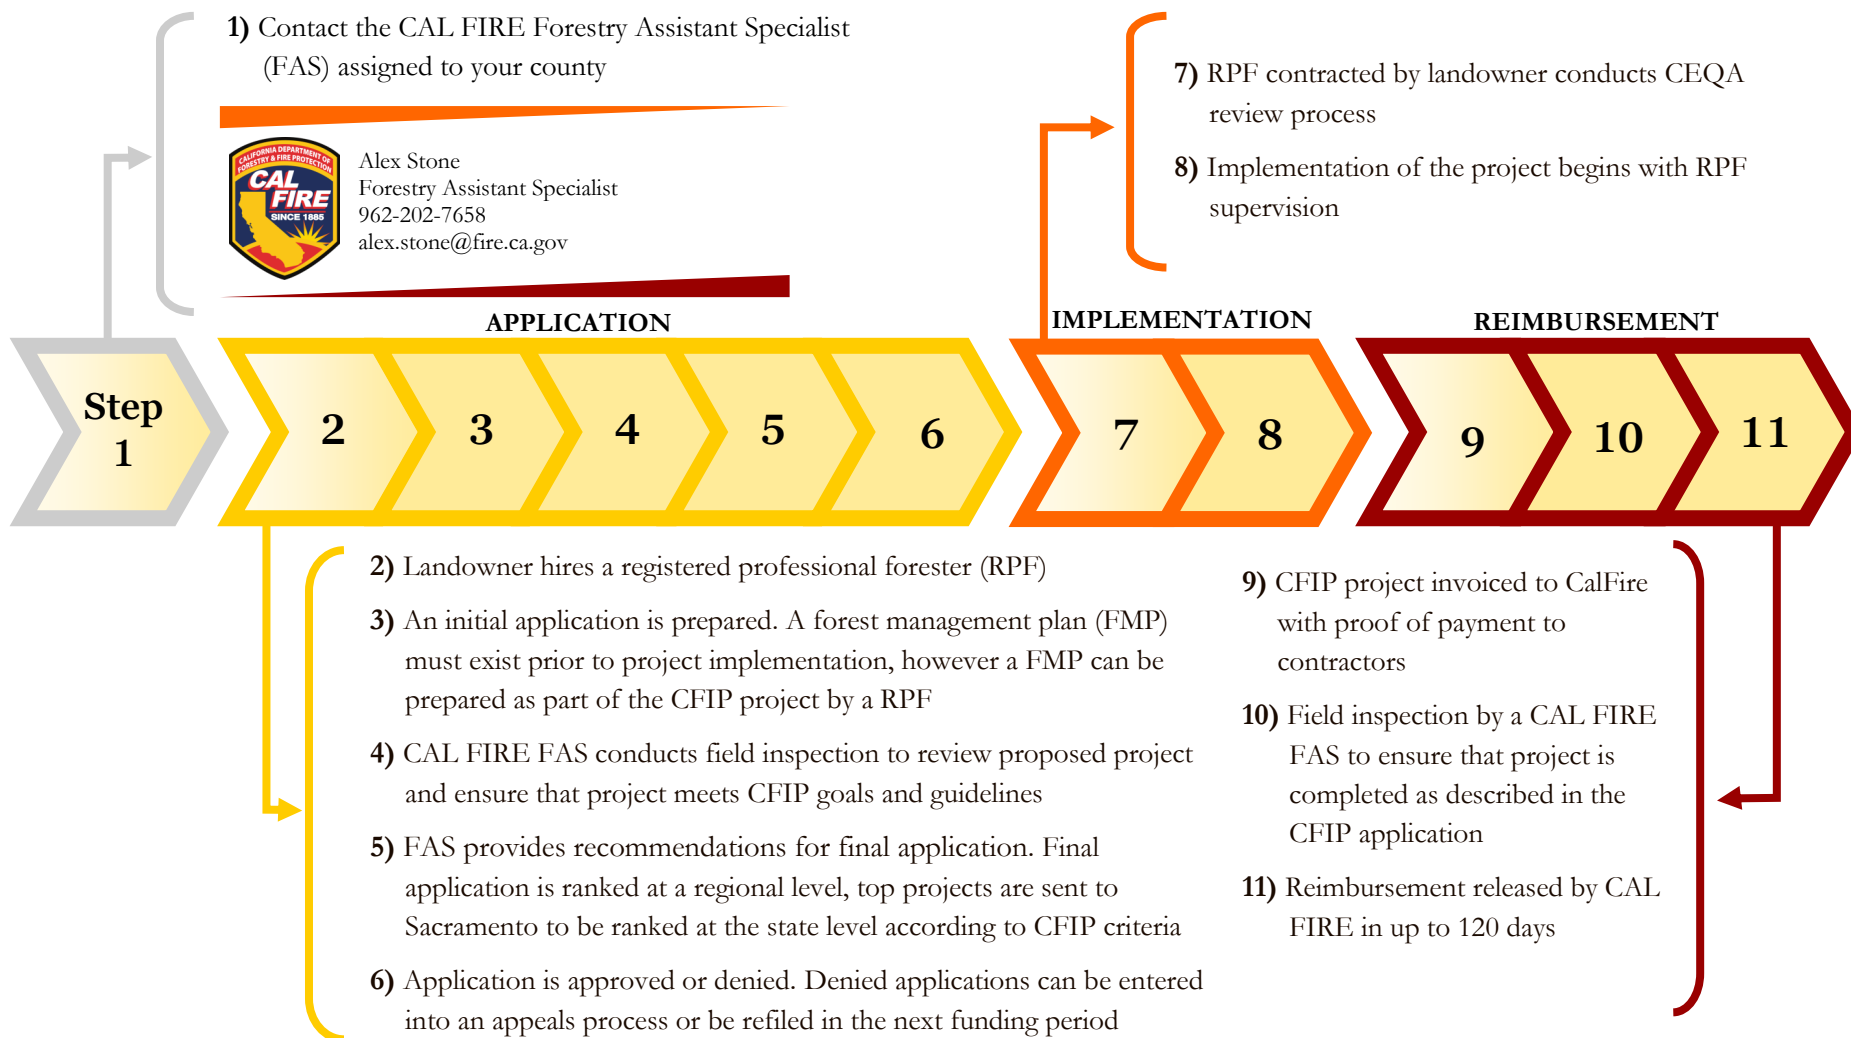 1) Contact the CAL FIRE Forestry Assistant Specialist
(FAS) assigned to your county
CALIFORNIA DEPARTMENT OF
FORESTRY & FIRE PROTECTION
CAL
FIRE
SINCE 1885
Alex Stone
Forestry Assistant Specialist
962-202-7658
alex.stone@fire.ca.gov
7) RPF contracted by landowner conducts CEQA
review process
8) Implementation of the project begins with RPF
supervision
APPLICATION
IMPLEMENTATION
REIMBURSEMENT
Step
1
2
3
4
5
6
7
8
9
10
11
2) Landowner hires a registered professional forester (RPF)
3) An initial application is prepared. A forest management plan (FMP)
must exist prior to project implementation, however a FMP can be
prepared as part of the CFIP project by a RPF
4) CAL FIRE FAS conducts field inspection to review proposed project
and ensure that project meets CFIP goals and guidelines
5) FAS provides recommendations for final application. Final
application is ranked at a regional level, top projects are sent to
Sacramento to be ranked at the state level according to CFIP criteria
6) Application is approved or denied. Denied applications can be entered
into an appeals process or be refiled in the next funding period
9) CFIP project invoiced to CalFire
with proof of payment to
contractors
10) Field inspection by a CAL FIRE
FAS to ensure that project is
completed as described in the
CFIP application
11) Reimbursement released by CAL
FIRE in up to 120 days